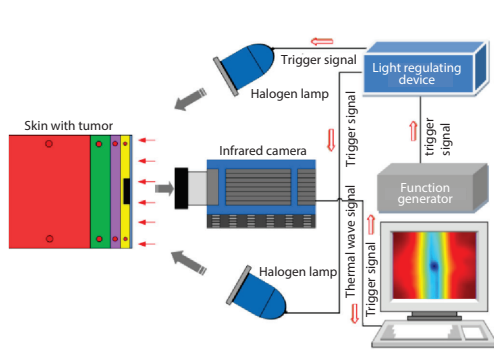 Trigger signal
Light regulating
device
Halogen lamp
Skin with tumor
Infrared camera
Trigger signal
trigger
signal
Function
generator
Thermal wave signal
Trigger signal
Halogen lamp